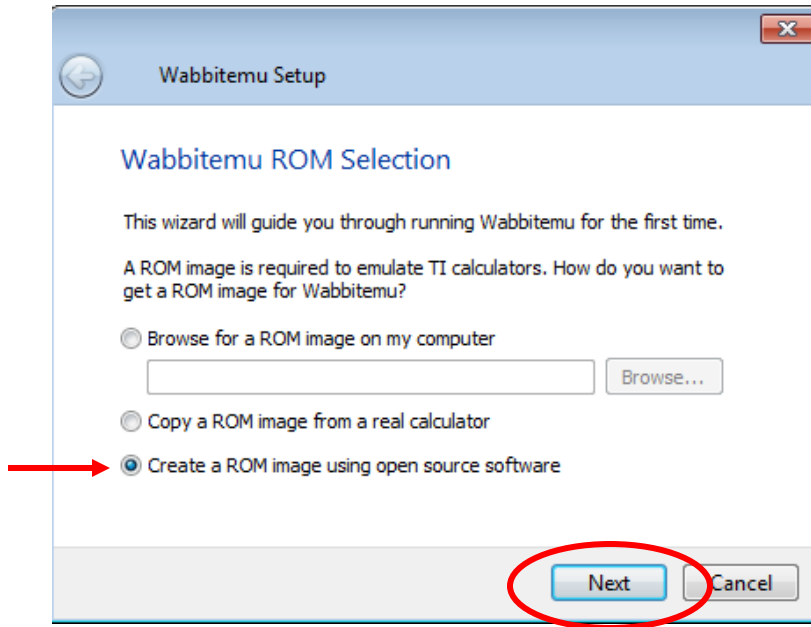 Wabbitemu Setup
Wabbitemu ROM Selection
This wizard will guide you through running Wabbitemu for the first time.
A ROM image is required to emulate TI calculators. How do you want to
get a ROM image for Wabbitemu?
Browse for a ROM image on my computer
Browse...
Copy a ROM image from a real calculator
Create a ROM image using open source software
Next Cancel